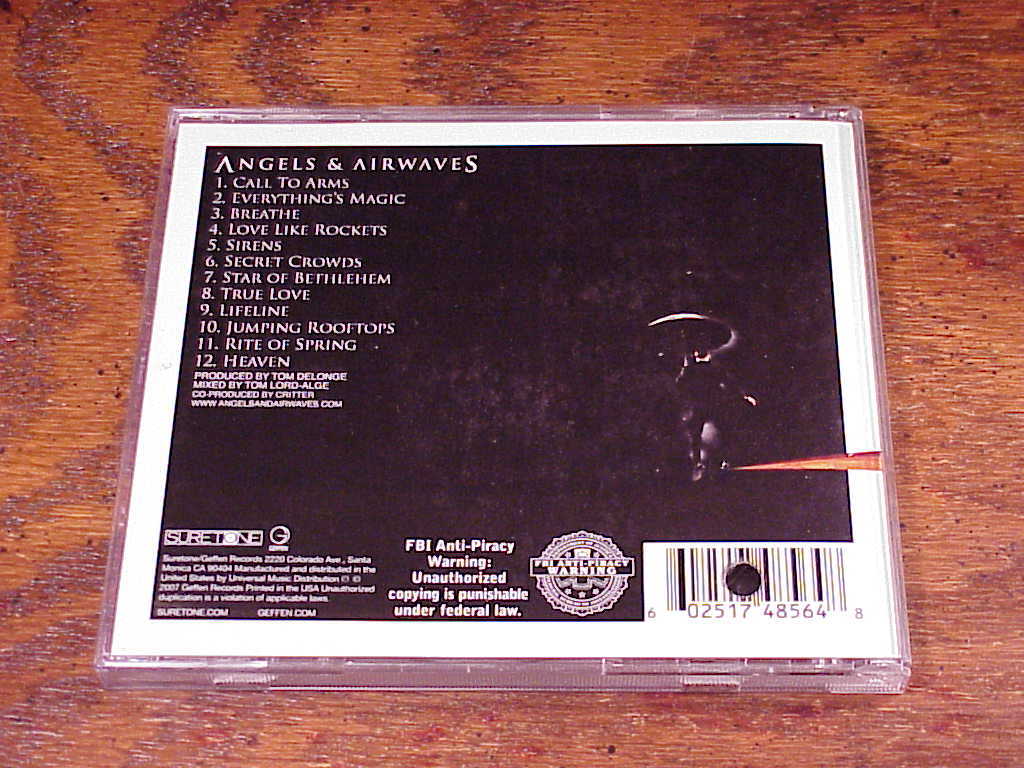 ANGELS & AIRWAVES
1. CALL TO ARMS
2. EVERYTHING'S MAGIC
3. BREATHE
4. LOVE LIKE ROCKETS
5. SIRENS
6. SECRET CROWDS
7. STAR OF BETHLEHEM
8. TRUE LOVE
9. LIFELINE
10. JUMPING ROOFTOPS
11. RITE OF SPRING
12. HEAVEN
PRODUCED BY TOM DELONGE
MIXED BY TOM LORD-ALGE
CO-PRODUCED BY CRITTER
WWW.ANGELSANDAIRWAVES.COM
SURETONE
GEFFEN
Suretone/Geffen Records 2220 Colorado Ave., Santa
Monica CA 90404 Manufactured and distributed in the
United States by Universal Music Distribution ℗ ©
2007 Geffen Records Printed in the USA Unauthorized
duplication is a violation of applicable laws.
SURETONE.COM GEFFEN.COM
FBI Anti-Piracy
Warning:
Unauthorized
copying is punishable
under federal law.
FBI ANTI-PIRACY
WARNING
6 02517 48564 8